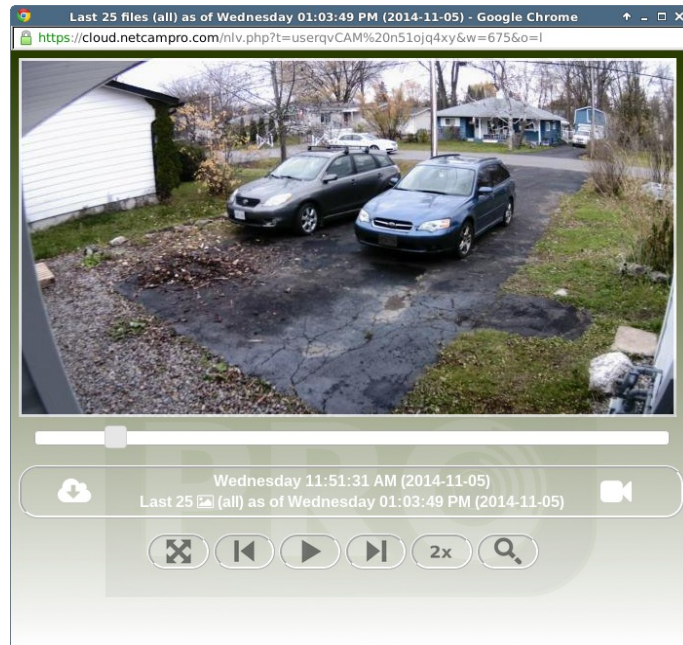 Last 25 files (all) as of Wednesday 01:03:49 PM (2014-11-05) - Google Chrome
https://cloud.netcampro.com/nlv.php?t=userqvCAM%20n51ojq4xy&w=675&o=l
Wednesday 11:51:31 AM (2014-11-05)
Last 25 (all) as of Wednesday 01:03:49 PM (2014-11-05)
PRO
2x